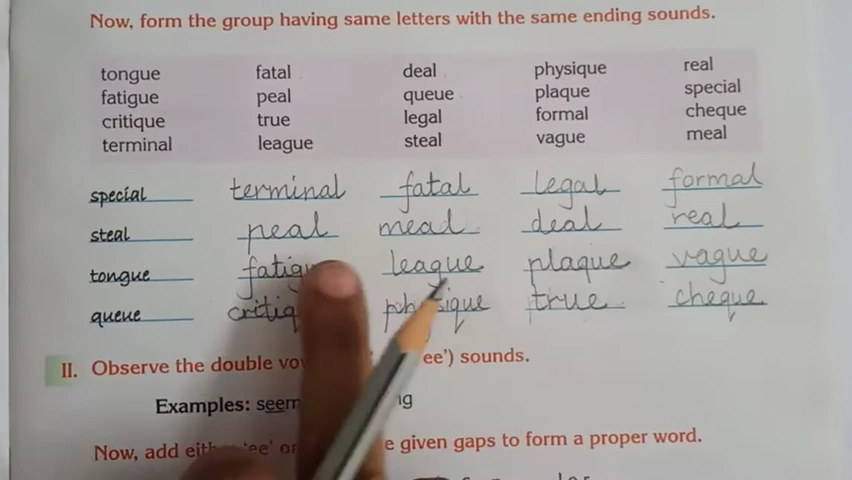 Now, form the group having same letters with the same ending sounds.
tongue fatal deal physique real
fatigue peal queue plaque special
critique true legal formal cheque
terminal league steal vague meal
special terminal fatal legal formal
steal peal meal deal real
tongue league plaque vague
queue true cheque
II. Observe the double ee') sounds.
Examples:
Now, add given gaps to form a proper word.